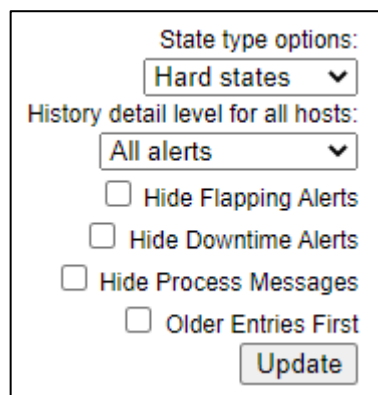 State type options:
Hard states
History detail level for all hosts:
All alerts
Hide Flapping Alerts
Hide Downtime Alerts
Hide Process Messages
Older Entries First
Update